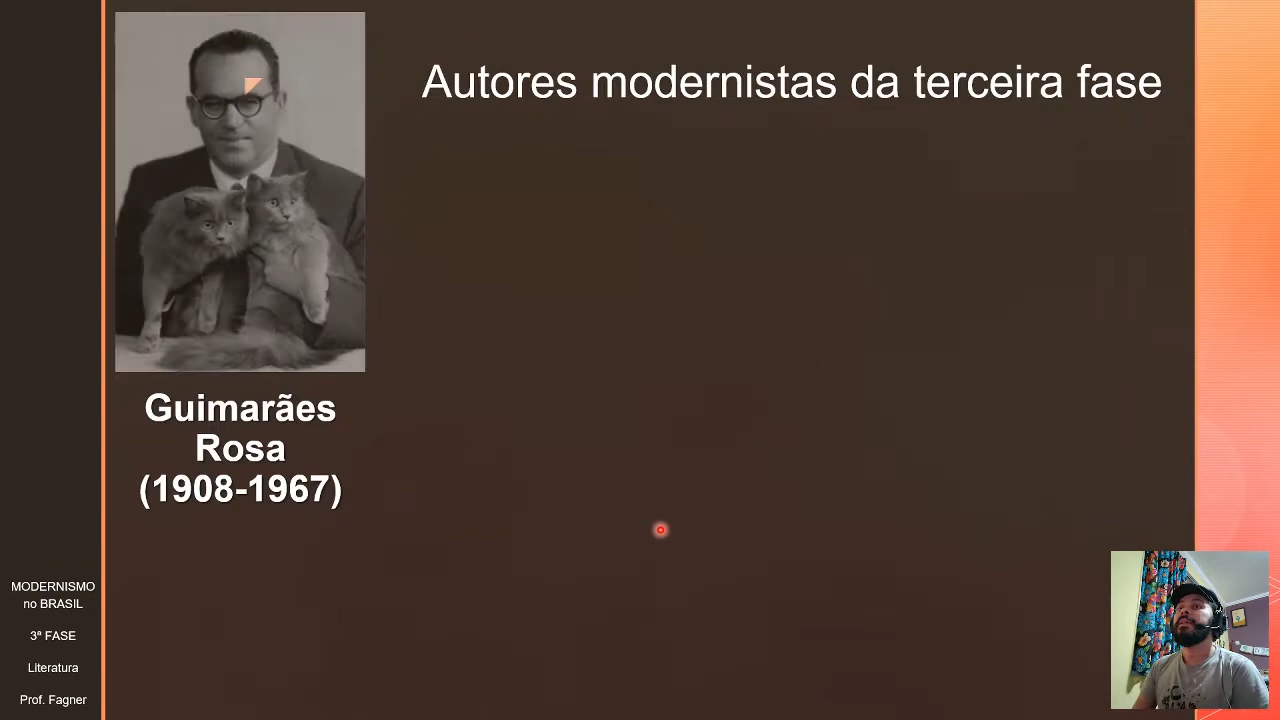 Autores modernistas da terceira fase
Guimarães
Rosa
(1908-1967)
MODERNISMO
no BRASIL
3ª FASE
Literatura
Prof. Fagner